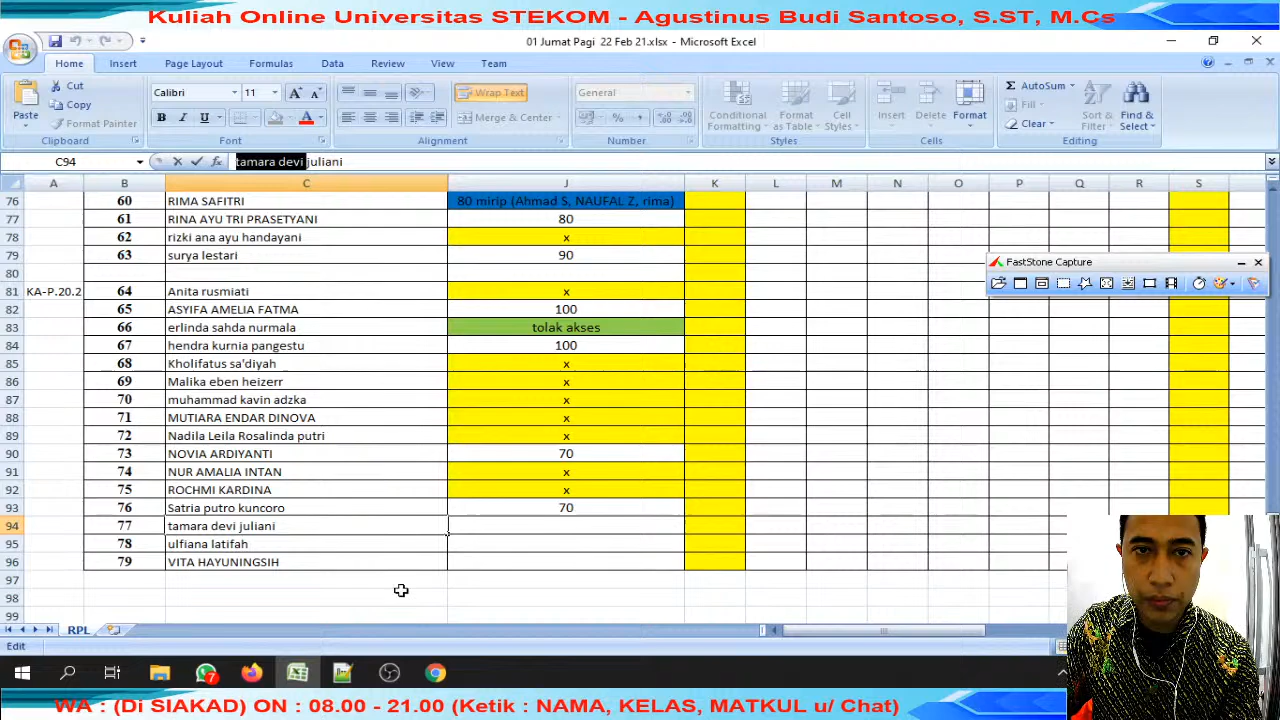 Kuliah Online Universitas STEKOM - Agustinus Budi Santoso, S.ST, M.Cs
01 Jumat Pagi 22 Feb 21.xlsx - Microsoft Excel
Home Insert Page Layout Formulas Data Review View Team
Cut
Copy
Format Painter
Paste
Clipboard
Calibri 11
B I U
Font
Wrap Text
Merge & Center
Alignment
General
Number
Conditional Formatting
Format as Table
Cell Styles
Styles
Insert Delete Format
Cells
AutoSum
Fill
Clear
Sort & Filter
Find & Select
Editing
C94 fx tamara devi juliani
A B C J K L M N O P Q R S
76 60 RIMA SAFITRI 80 mirip (Ahmad S, NAUFAL Z, rima)
77 61 RINA AYU TRI PRASETYANI 80
78 62 rizki ana ayu handayani x
79 63 surya lestari 90
80
81 KA-P.20.2 64 Anita rusmiati x
82 65 ASYIFA AMELIA FATMA 100
83 66 erlinda sahda nurmala tolak akses
84 67 hendra kurnia pangestu 100
85 68 Kholifatus sa'diyah x
86 69 Malika eben heizerr x
87 70 muhammad kavin adzka x
88 71 MUTIARA ENDAR DINOVA x
89 72 Nadila Leila Rosalinda putri x
90 73 NOVIA ARDIYANTI 70
91 74 NUR AMALIA INTAN x
92 75 ROCHMI KARDINA x
93 76 Satria putro kuncoro 70
94 77 tamara devi juliani
95 78 ulfiana latifah
96 79 VITA HAYUNINGSIH
97
98
99
FastStone Capture
RPL
Edit
7
WA : (Di SIAKAD) ON : 08.00 - 21.00 (Ketik : NAMA, KELAS, MATKUL u/ Chat)